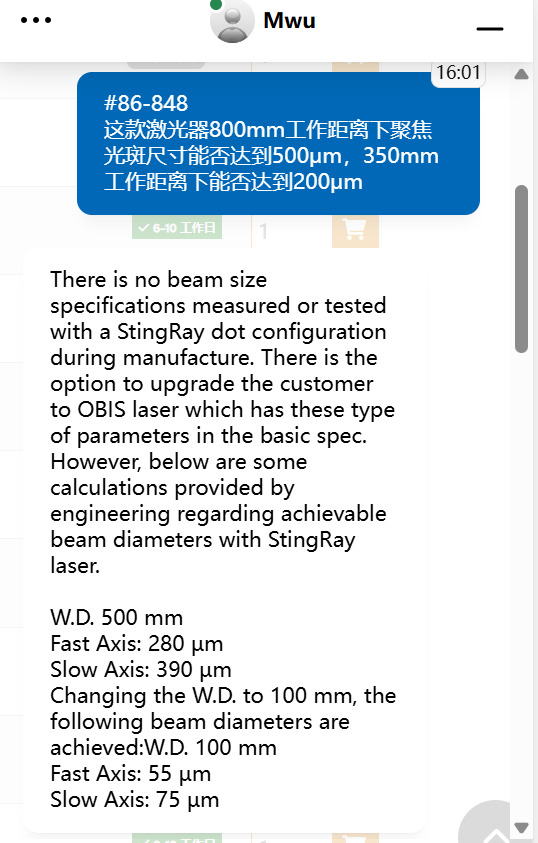 Mwu
16:01
#86-848
这款激光器800mm工作距离下聚焦
光斑尺寸能否达到500μm，350mm
工作距离下能否达到200μm
6-10 工作日
1
There is no beam size
specifications measured or tested
with a StingRay dot configuration
during manufacture. There is the
option to upgrade the customer
to OBIS laser which has these type
of parameters in the basic spec.
However, below are some
calculations provided by
engineering regarding achievable
beam diameters with StingRay
laser.
W.D. 500 mm
Fast Axis: 280 μm
Slow Axis: 390 μm
Changing the W.D. to 100 mm, the
following beam diameters are
achieved:W.D. 100 mm
Fast Axis: 55 μm
Slow Axis: 75 μm